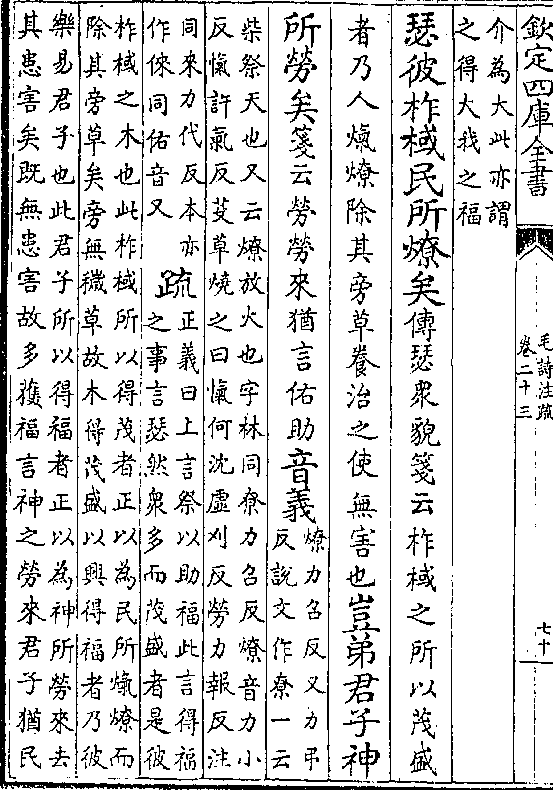 欽定四庫全書
毛詩注疏
卷二十三
七十
介為大此亦謂
之得大我之福
瑟彼柞棫民所燎矣傳瑟衆貌箋云柞棫之所以茂盛
者乃人熂燎除其旁草養治之使無害也豈弟君子神
所勞矣箋云勞勞來猶言佑助音義
燎力召反又力弔
反說文作尞一云
柴祭天也又云燎放火也字林同尞力召反燎音力小
反熂許氣反芟草燒之曰熂何沈虛刈反勞力報反注
同來力代反本亦
作倈同佑音又
疏
正義曰上言祭以助福此言得福
之事言瑟然衆多而茂盛者是彼
柞棫之木也此柞棫所以得茂者正以為民所熂燎而
除其旁草矣旁無穢草故木得茂盛以興得福者乃彼
樂易君子也此君子所以得福者正以為神所勞來去
其患害矣既無患害故多獲福言神之勞來君子猶民